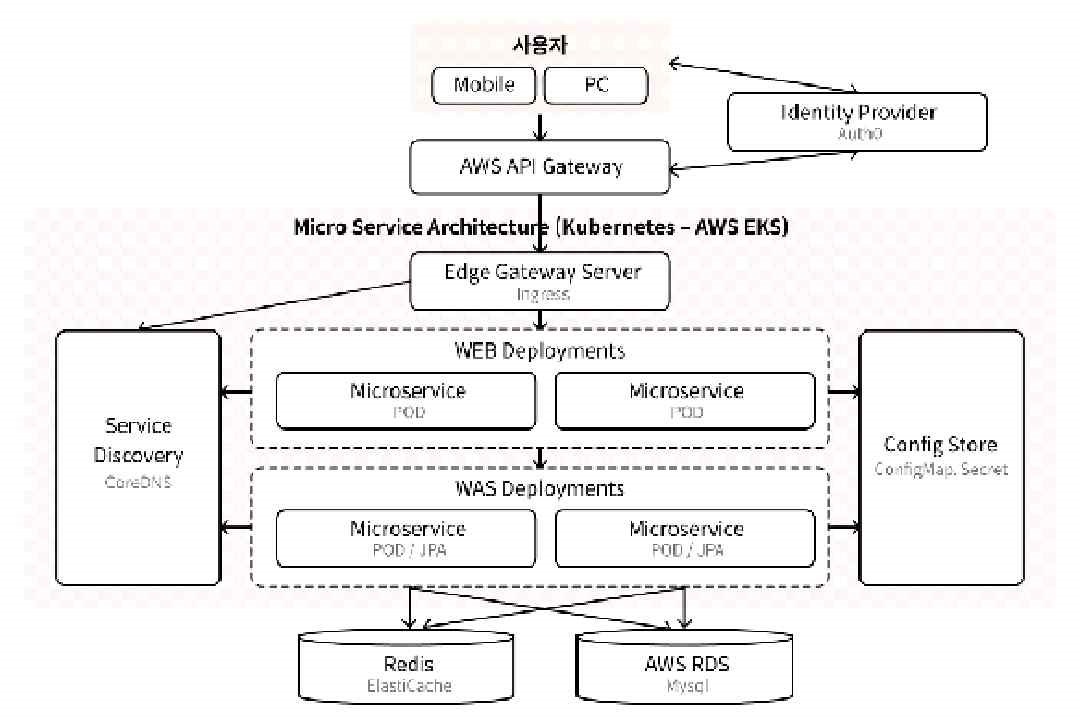 사용자
Mobile
PC
Identity Provider
Auth0
AWS API Gateway
Micro Service Architecture (Kubernetes – AWS EKS)
Edge Gateway Server
Ingress
WEB Deployments
Microservice
POD
Microservice
POD
Service
Discovery
CoreDNS
Config Store
ConfigMap. Secret
WAS Deployments
Microservice
POD / JPA
Microservice
POD / JPA
Redis
ElastiCache
AWS RDS
Mysql